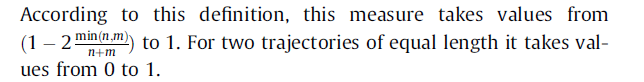 According to this definition, this measure takes values from
(1 − 2 min(n,m)/n+m) to 1. For two trajectories of equal length it takes val-
ues from 0 to 1.